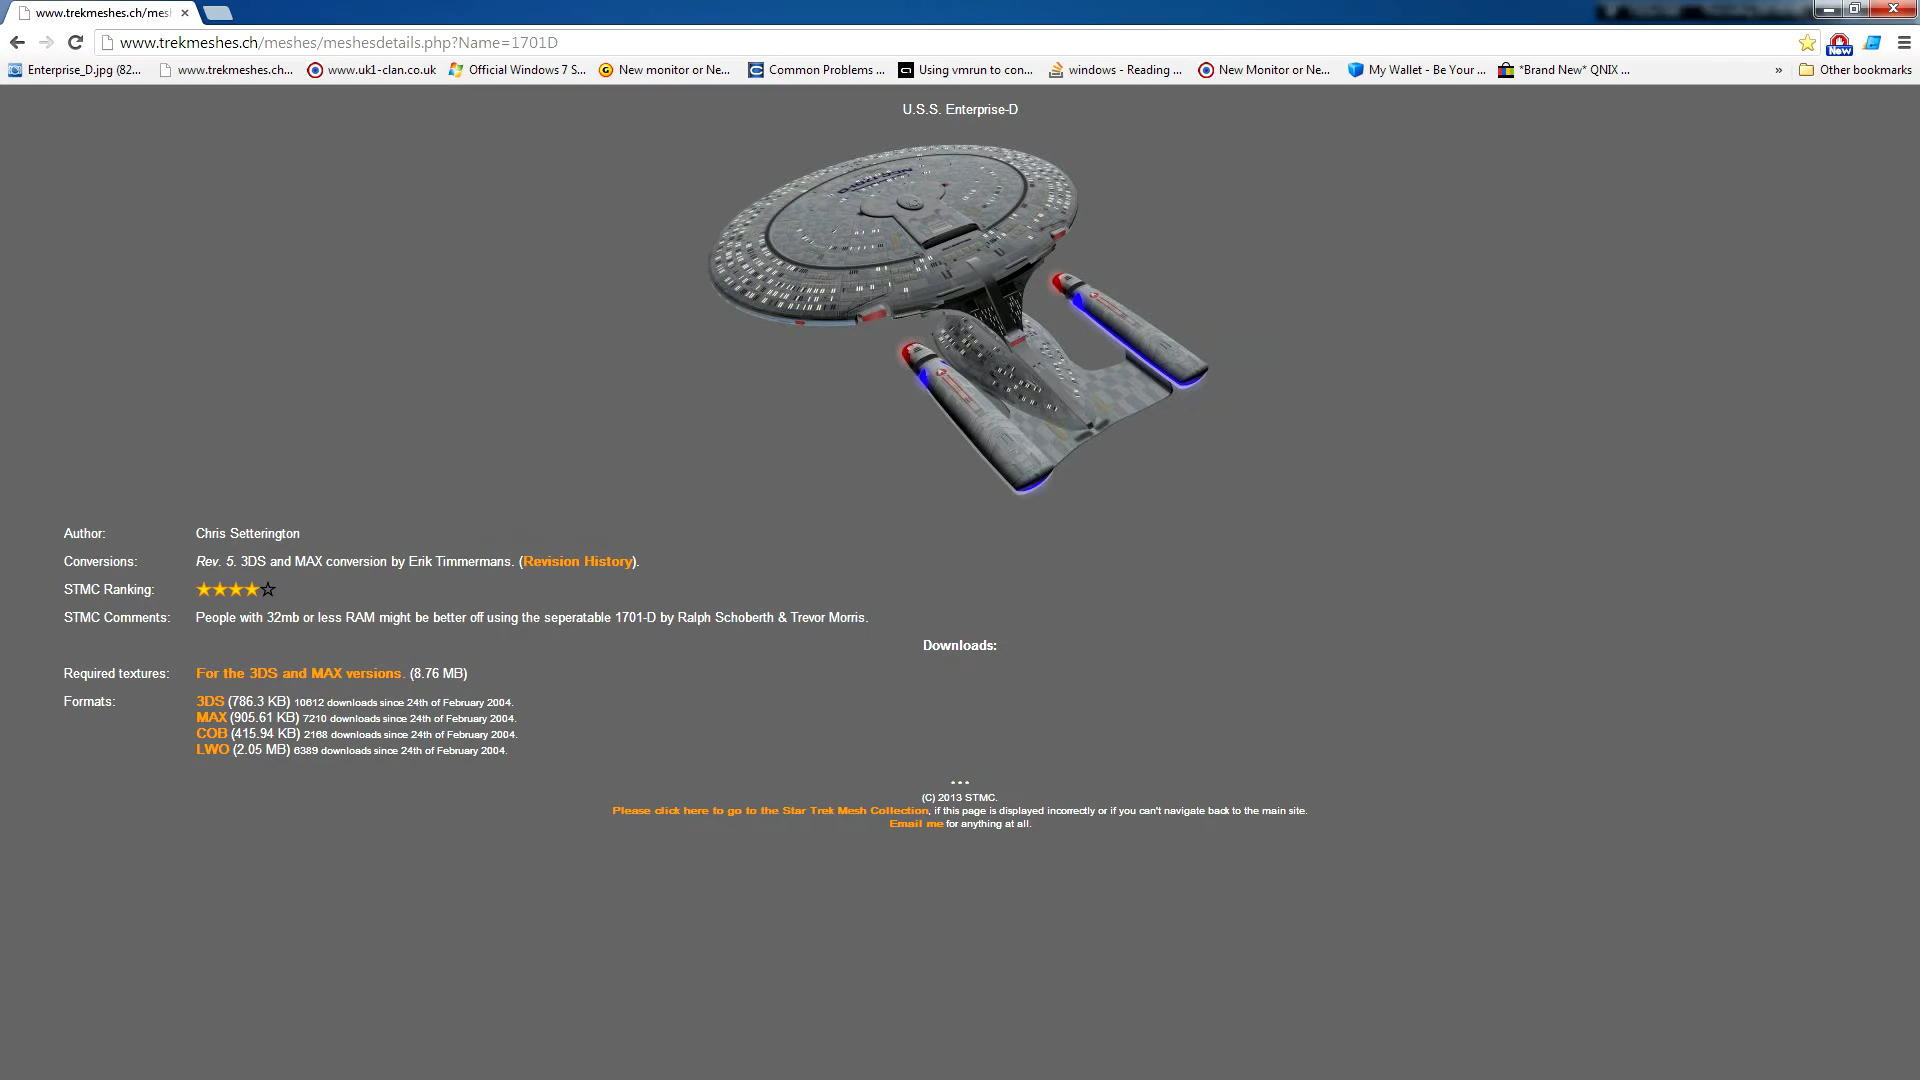 www.trekmeshes.ch/mesh
www.trekmeshes.ch/meshes/meshesdetails.php?Name=1701D
Enterprise_D.jpg (82... www.trekmeshes.ch... www.uk1-clan.co.uk Official Windows 7 S... New monitor or Ne... Common Problems ... Using vmrun to con... windows - Reading ... New Monitor or Ne... My Wallet - Be Your ... *Brand New* QNIX ... » Other bookmarks
New
U.S.S. Enterprise-D
Author: Chris Setterington
Conversions: Rev. 5. 3DS and MAX conversion by Erik Timmermans. (Revision History).
STMC Ranking:
STMC Comments: People with 32mb or less RAM might be better off using the seperatable 1701-D by Ralph Schoberth & Trevor Morris.
Downloads:
Required textures: For the 3DS and MAX versions. (8.76 MB)
Formats: 3DS (786.3 KB) 10612 downloads since 24th of February 2004.
MAX (905.61 KB) 7210 downloads since 24th of February 2004.
COB (415.94 KB) 2168 downloads since 24th of February 2004.
LWO (2.05 MB) 6389 downloads since 24th of February 2004.
• • •
(C) 2013 STMC.
Please click here to go to the Star Trek Mesh Collection, if this page is displayed incorrectly or if you can't navigate back to the main site.
Email me for anything at all.